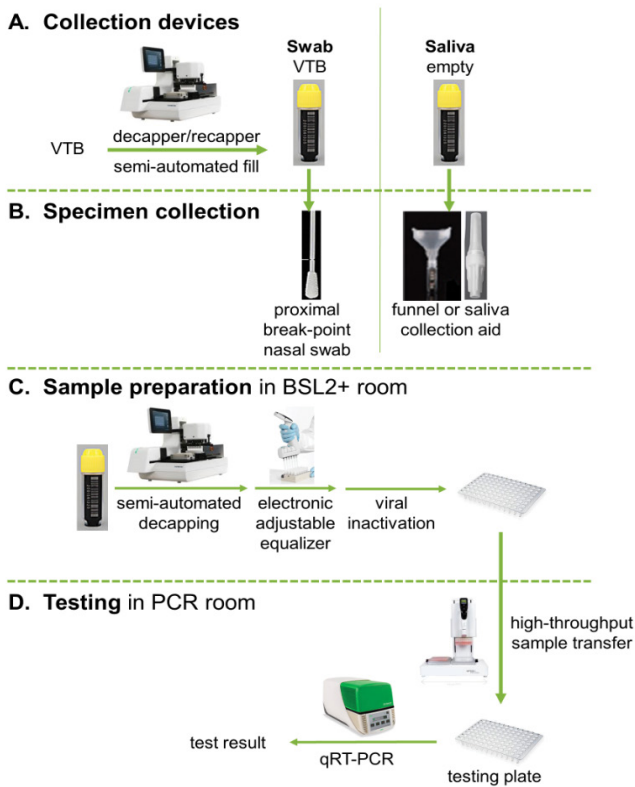 A. Collection devices
Swab
VTB
Saliva
empty
VTB
decapper/recapper
semi-automated fill
B. Specimen collection
proximal
break-point
nasal swab
funnel or saliva
collection aid
C. Sample preparation in BSL2+ room
semi-automated
decapping
electronic
adjustable
equalizer
viral
inactivation
D. Testing in PCR room
high-throughput
sample transfer
test result
qRT-PCR
testing plate